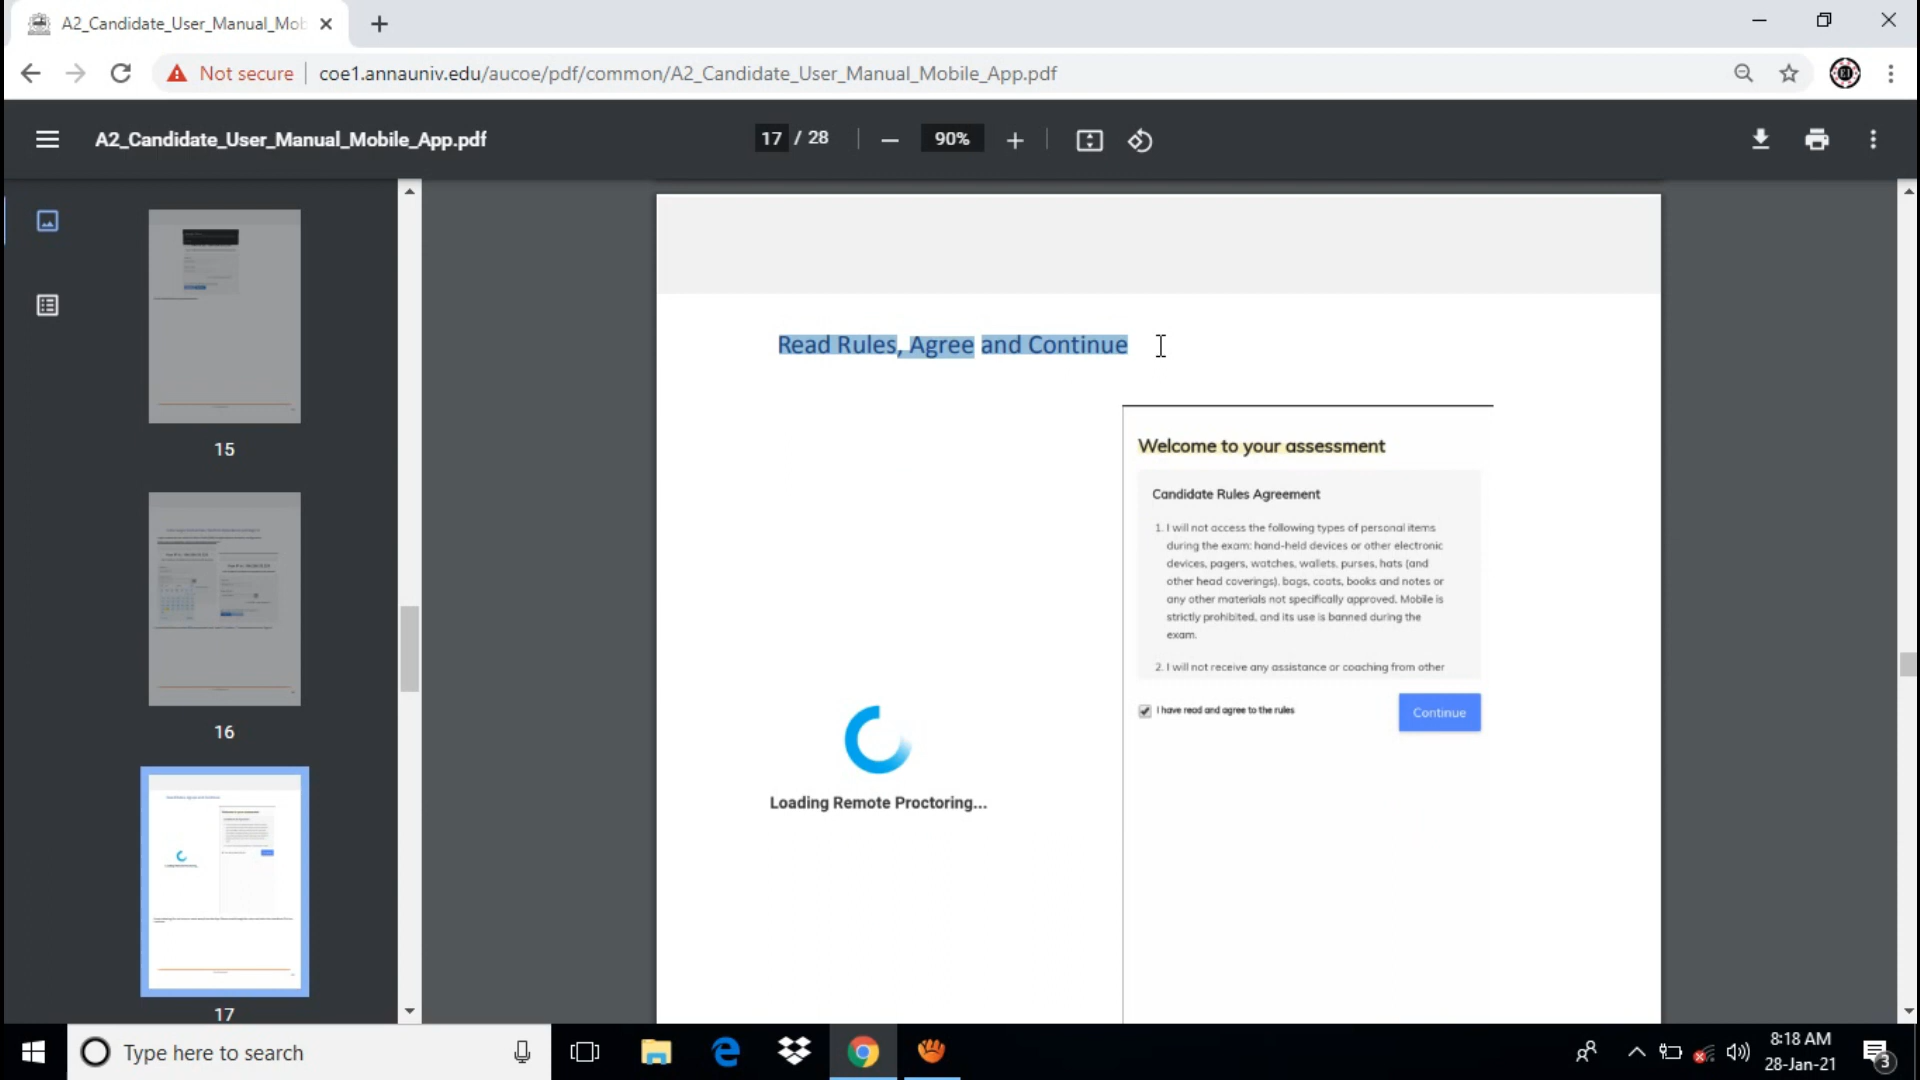 A2_Candidate_User_Manual_Mob
Not secure
coe1.annauniv.edu/aucoe/pdf/common/A2_Candidate_User_Manual_Mobile_App.pdf
A2_Candidate_User_Manual_Mobile_App.pdf
17 / 28
90%
15
16
17
Read Rules, Agree and Continue
Welcome to your assessment
Candidate Rules Agreement
1. I will not access the following types of personal items
during the exam: hand-held devices or other electronic
devices, pagers, watches, wallets, purses, hats (and
other head coverings), bags, coats, books and notes or
any other materials not specifically approved. Mobile is
strictly prohibited, and its use is banned during the
exam.
2. I will not receive any assistance or coaching from other
I have read and agree to the rules
Continue
Loading Remote Proctoring...
Type here to search
8:18 AM
28-Jan-21
3